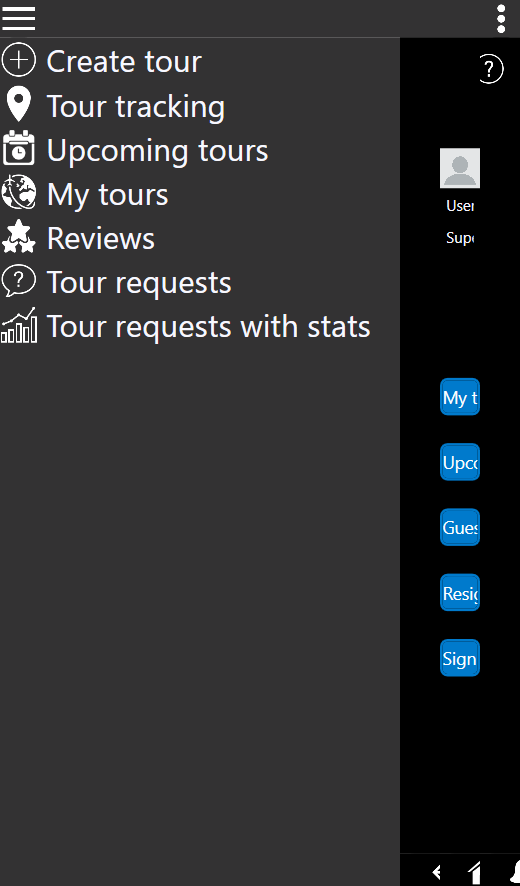 ?
Create tour
Tour tracking
Upcoming tours
My tours
Reviews
? Tour requests
Tour requests with stats
User
Supe
My t
Upco
Gues
Resig
Sign